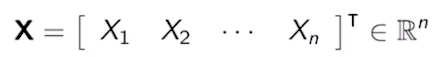 𝐗 = [ X₁ X₂ ⋯ Xₙ ]ᵀ ∈ ℝⁿ